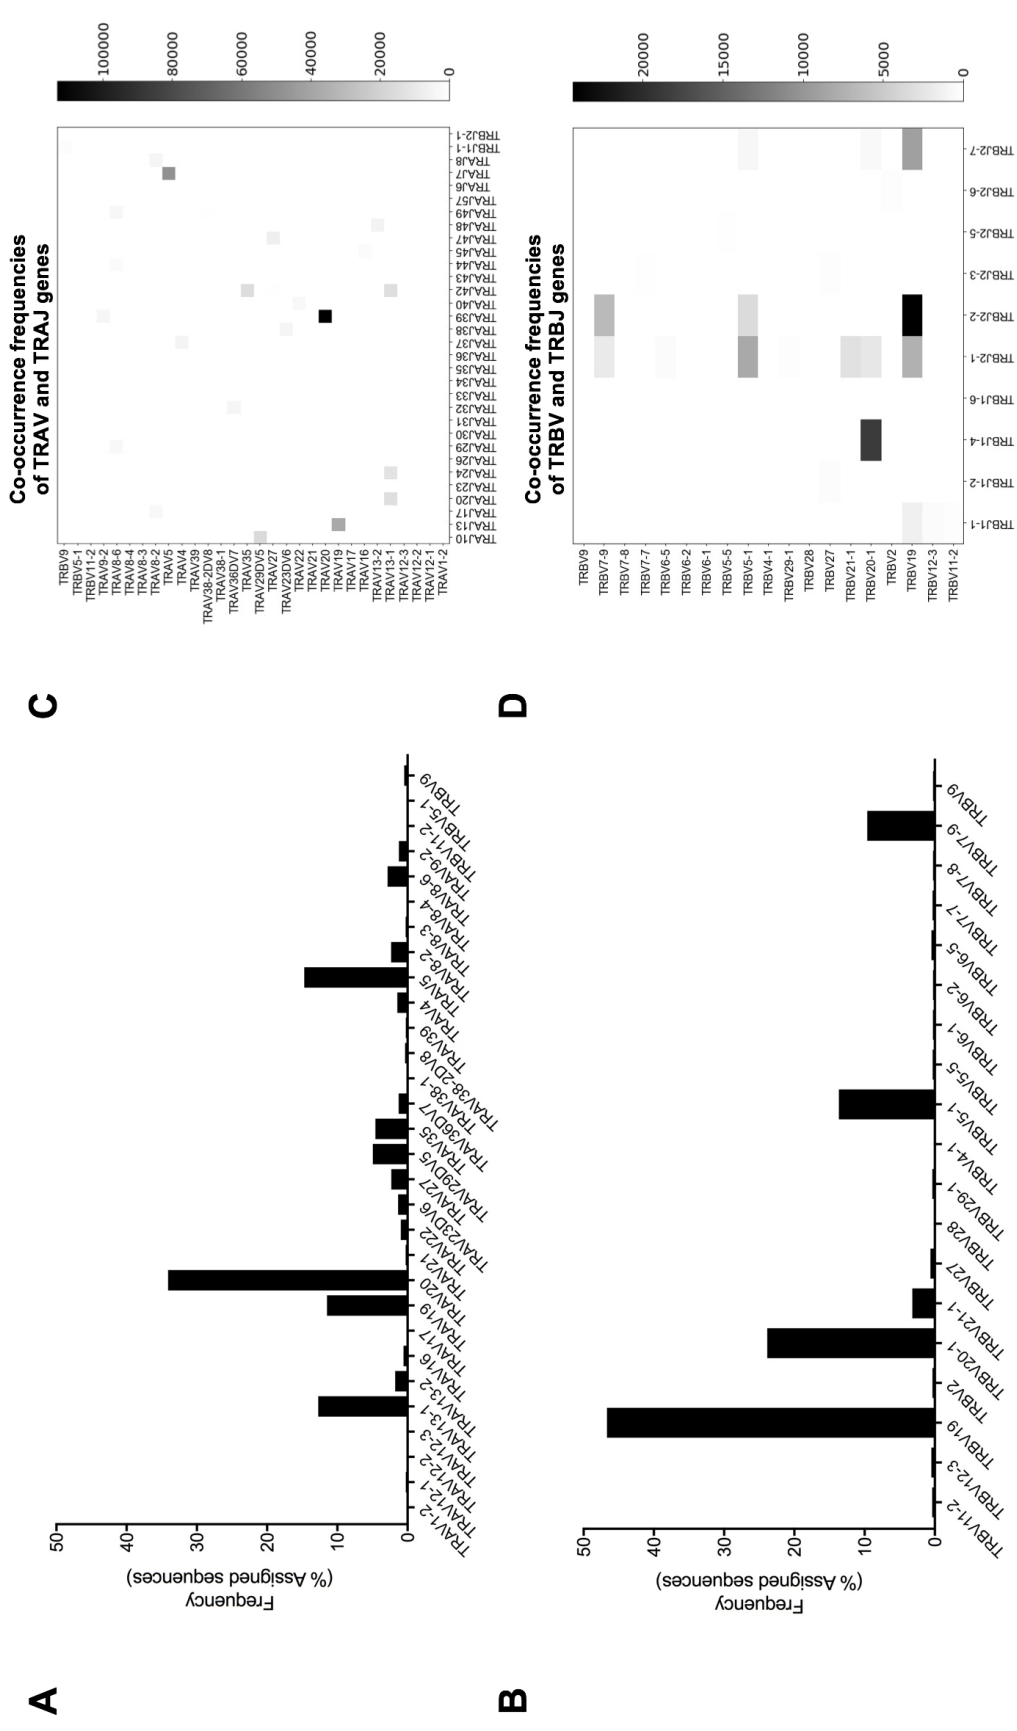 A
Frequency
(% Assigned sequences)
50
40
30
20
10
0
TRAV1-2
TRAV12-1
TRAV12-2
TRAV12-3
TRAV13-1
TRAV13-2
TRAV16
TRAV17
TRAV19
TRAV20
TRAV21
TRAV22
TRAV23DV6
TRAV27
TRAV29DV5
TRAV35
TRAV36DV7
TRAV38-1
TRAV38-2DV8
TRAV39
TRAV4
TRAV5
TRAV8-2
TRAV8-3
TRAV8-4
TRAV8-6
TRAV9-2
TRBV11-2
TRBV5-1
TRBV9
B
Frequency
(% Assigned sequences)
50
40
30
20
10
0
TRBV11-2
TRBV12-3
TRBV19
TRBV2
TRBV20-1
TRBV21-1
TRBV27
TRBV28
TRBV29-1
TRBV4-1
TRBV5-1
TRBV5-5
TRBV6-1
TRBV6-2
TRBV6-5
TRBV7-7
TRBV7-8
TRBV7-9
TRBV9
C
Co-occurrence frequencies
of TRAV and TRAJ genes
TRBV9
TRBV5-1
TRBV11-2
TRAV9-2
TRAV8-6
TRAV8-4
TRAV8-3
TRAV8-2
TRAV5
TRAV4
TRAV39
TRAV38-2DV8
TRAV38-1
TRAV36DV7
TRAV35
TRAV29DV5
TRAV27
TRAV23DV6
TRAV22
TRAV21
TRAV20
TRAV19
TRAV17
TRAV16
TRAV13-2
TRAV13-1
TRAV12-3
TRAV12-2
TRAV12-1
TRAV1-2
TRAJ10
TRAJ13
TRAJ17
TRAJ20
TRAJ23
TRAJ24
TRAJ26
TRAJ29
TRAJ30
TRAJ31
TRAJ32
TRAJ33
TRAJ34
TRAJ35
TRAJ36
TRAJ37
TRAJ38
TRAJ39
TRAJ40
TRAJ42
TRAJ43
TRAJ44
TRAJ45
TRAJ47
TRAJ48
TRAJ49
TRAJ57
TRAJ6
TRAJ7
TRAJ8
TRBJ1-1
TRBJ2-1
100000
80000
60000
40000
20000
0
D
Co-occurrence frequencies
of TRBV and TRBJ genes
TRBV9
TRBV7-9
TRBV7-8
TRBV7-7
TRBV6-5
TRBV6-2
TRBV6-1
TRBV5-5
TRBV5-1
TRBV4-1
TRBV29-1
TRBV28
TRBV27
TRBV21-1
TRBV20-1
TRBV2
TRBV19
TRBV12-3
TRBV11-2
TRBJ1-1
TRBJ1-2
TRBJ1-4
TRBJ1-6
TRBJ2-1
TRBJ2-2
TRBJ2-3
TRBJ2-5
TRBJ2-6
TRBJ2-7
20000
15000
10000
5000
0